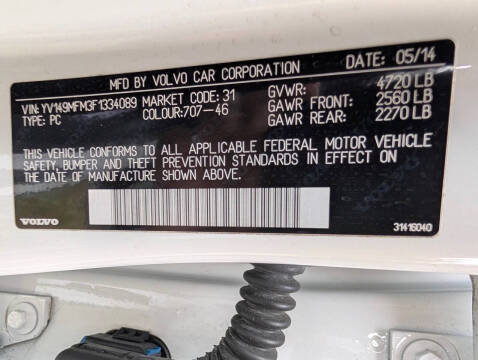 MFD BY VOLVO CAR CORPORATION DATE: 05/14
VIN: YV149MFM3F1334089 MARKET CODE: 31 GVWR: 4720 LB
TYPE: PC COLOUR:707-46 GAWR FRONT: 2560 LB
GAWR REAR: 2270 LB
THIS VEHICLE CONFORMS TO ALL APPLICABLE FEDERAL MOTOR VEHICLE
SAFETY, BUMPER AND THEFT PREVENTION STANDARDS IN EFFECT ON
THE DATE OF MANUFACTURE SHOWN ABOVE.
VOLVO 31416040